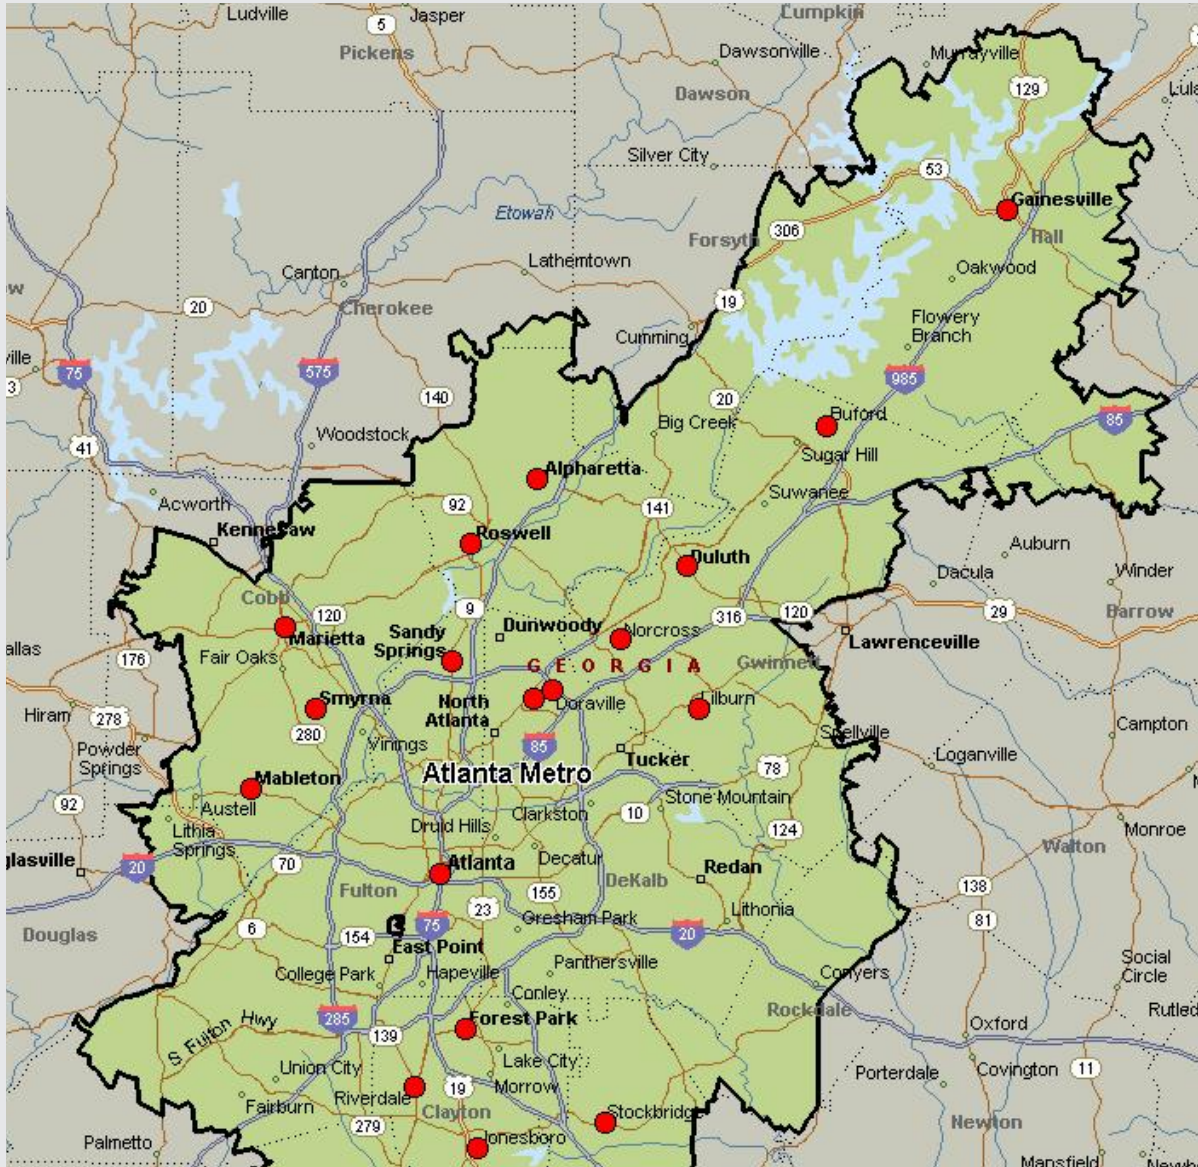 Ludville
Jasper
5
Pickens
Lumpkin
Dawsonville
Murrayville
129
Dawson
Silver City
53
Etowah
Gainesville
306
Forsyth
Hall
Lathemtown
Oakwood
Canton
20
Cherokee
19
Flowery
Branch
Cumming
75
575
985
140
20
Buford
85
41
Woodstock
Big Creek
Sugar Hill
Alpharetta
Acworth
92
141
Suwanee
Kennesaw
Roswell
Auburn
Duluth
Dacula
Winder
Cobb
120
9
316
120
29
Barrow
Marietta
Sandy
Springs
Dunwoody
Norcross
Lawrenceville
176
Fair Oaks
GEORGIA
Gwinnett
Smyrna
North
Atlanta
Doraville
Lilburn
Hiram
278
280
Vinings
85
Snellville
Campton
Powder
Springs
Tucker
Loganville
Mableton
Atlanta Metro
78
92
Austell
Clarkston
10
Stone Mountain
Lithia
Springs
Druid Hills
124
Monroe
Walton
20
70
Atlanta
Decatur
Redan
Fulton
155
DeKalb
138
Douglas
6
154
75
23
Gresham Park
20
Lithonia
81
East Point
College Park
Hapeville
Panthersville
Conyers
Social
Circle
285
Conley
Rockdale
S Fulton Hwy
139
Forest Park
Oxford
Lake City
Union City
19
Morrow
Porterdale
Covington
11
Fairburn
Riverdale
Clayton
Stockbridge
Newton
279
Palmetto
Jonesboro
Mansfield